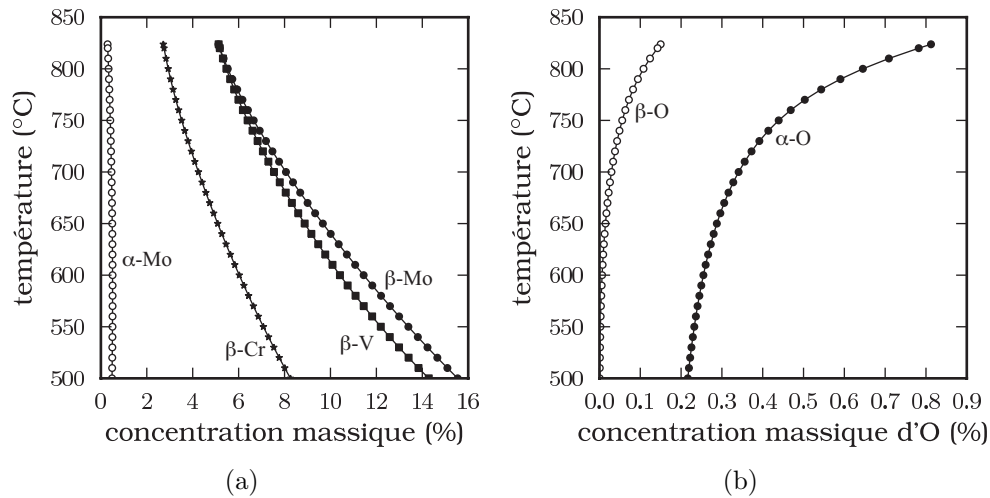 850
800
750
700
650
600
550
500
température (°C)
α-Mo
β-Cr
β-V
β-Mo
0 2 4 6 8 10 12 14 16
concentration massique (%)
(a)
850
800
750
700
650
600
550
500
température (°C)
β-O
α-O
0.0 0.1 0.2 0.3 0.4 0.5 0.6 0.7 0.8 0.9
concentration massique d'O (%)
(b)